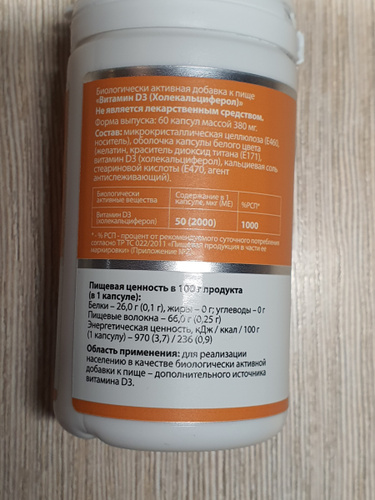 Биологически активная добавка к пище
«Витамин D3 (Холекальциферол)»
Не является лекарственным средством.
Форма выпуска: 60 капсул массой 380 мг.
Состав: микрокристаллическая целлюлоза (E460,
носитель), оболочка капсулы белого цвета
(желатин, краситель диоксид титана (E171),
витамин D3 (холекальциферол), кальциевая соль
стеариновой кислоты (E470, агент
антислеживающий).
Биологически активные вещества
Содержание в 1 капсуле, мкг (МЕ)
%РСП*
Витамин D3 (холекальциферол)
50 (2000)
1000
* - % РСП - процент от рекомендуемого суточного потребления
согласно ТР ТС 022/2011 «Пищевая продукция в части ее
маркировки» (Приложение №2).
Пищевая ценность в 100 г продукта
(в 1 капсуле):
Белки – 26,0 г (0,1 г), жиры – 0 г; углеводы – 0 г
Пищевые волокна – 66,0 г (0,25 г)
Энергетическая ценность, кДж / ккал / 100 г
(1 капсулу) – 970 (3,7) / 236 (0,9)
Область применения: для реализации
населению в качестве биологически активной
добавки к пище – дополнительного источника
витамина D3.